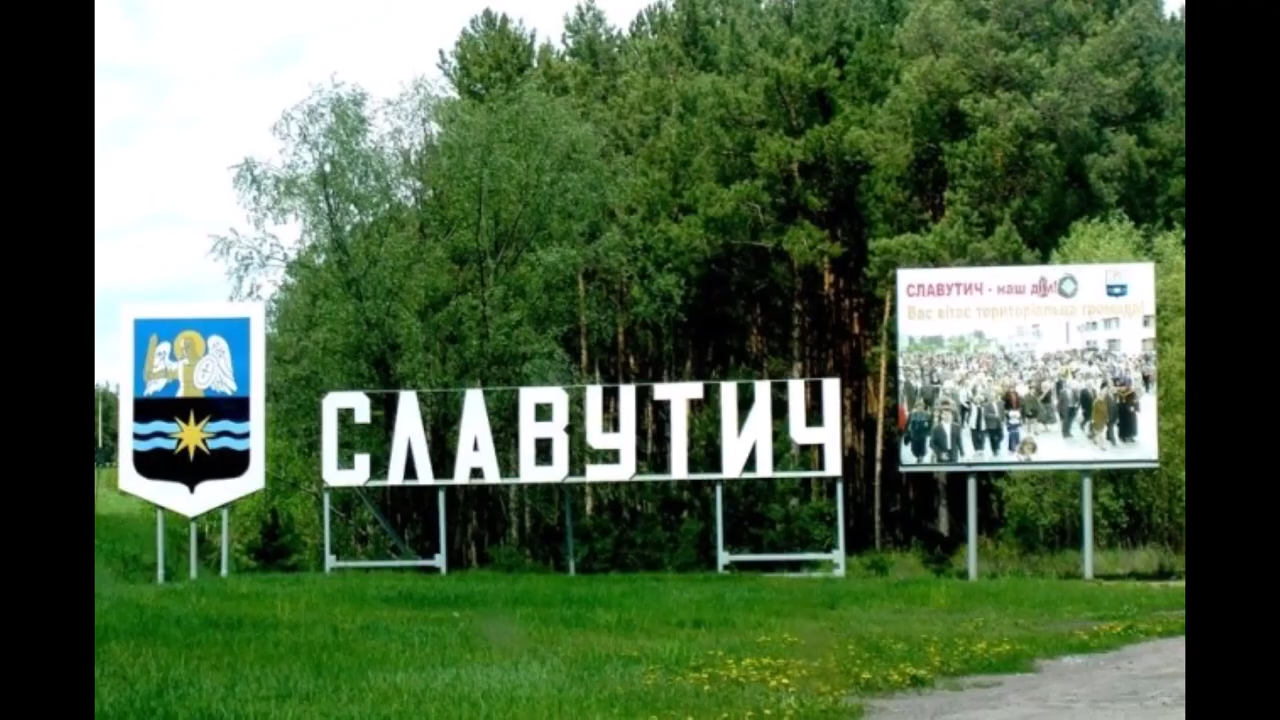 СЛАВУТИЧ
СЛАВУТИЧ - наш дім!
Вас вітає територіальна громада!